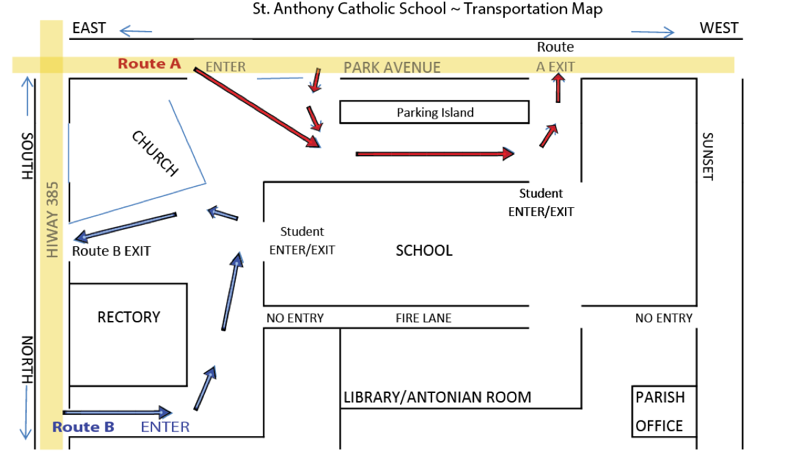 St. Anthony Catholic School ~ Transportation Map
EAST
WEST
Route
Route A
ENTER
PARK AVENUE
A EXIT
Parking Island
SOUTH
CHURCH
SUNSET
Student
ENTER/EXIT
HIWAY 385
Student
ENTER/EXIT
Route B EXIT
SCHOOL
RECTORY
NO ENTRY
FIRE LANE
NO ENTRY
NORTH
LIBRARY/ANTONIAN ROOM
PARISH
OFFICE
Route B
ENTER